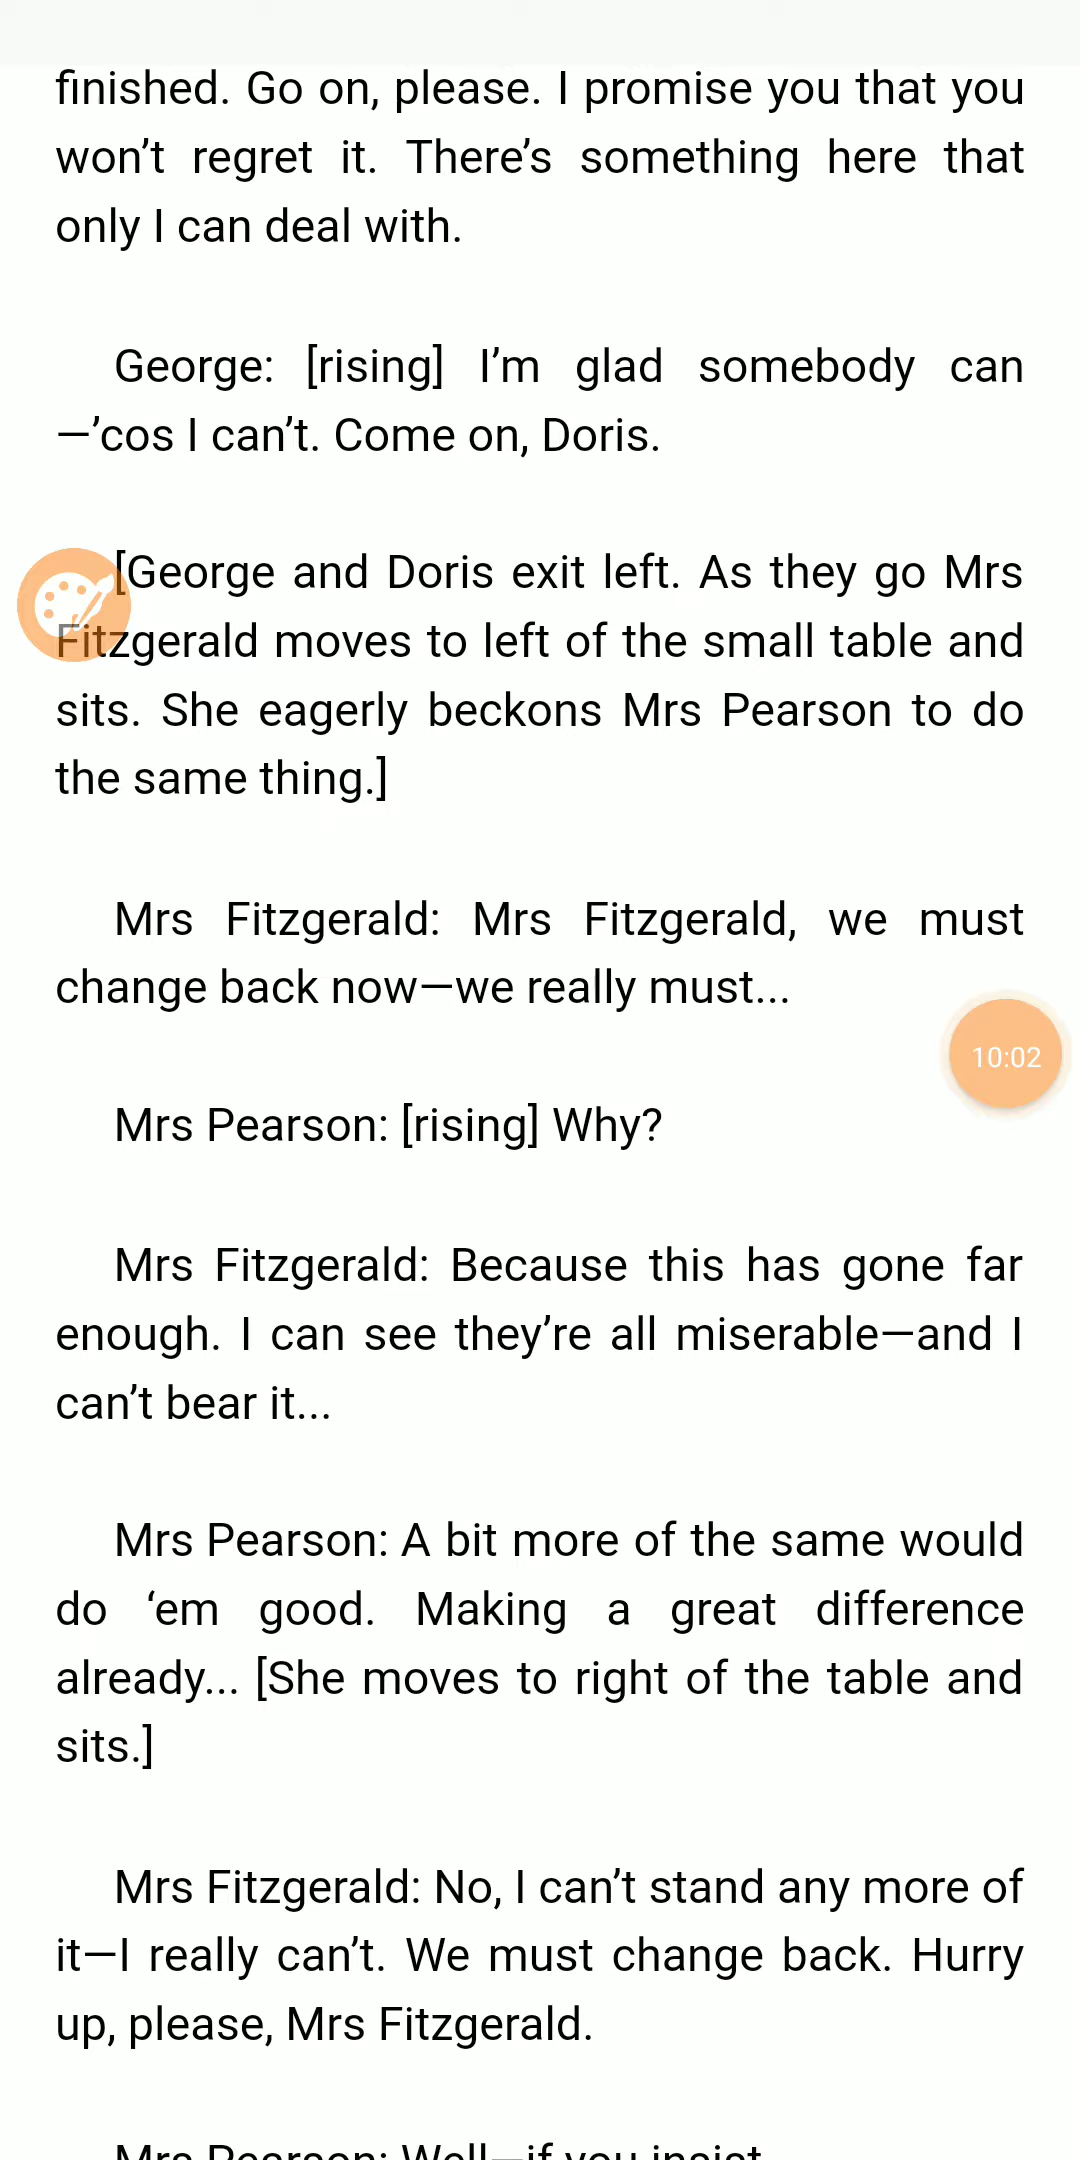 finished. Go on, please. I promise you that you
won’t regret it. There’s something here that
only I can deal with.
George: [rising] I’m glad somebody can
—’cos I can’t. Come on, Doris.
[George and Doris exit left. As they go Mrs
Fitzgerald moves to left of the small table and
sits. She eagerly beckons Mrs Pearson to do
the same thing.]
Mrs Fitzgerald: Mrs Fitzgerald, we must
change back now—we really must...
10:02
Mrs Pearson: [rising] Why?
Mrs Fitzgerald: Because this has gone far
enough. I can see they’re all miserable—and I
can’t bear it...
Mrs Pearson: A bit more of the same would
do ‘em good. Making a great difference
already... [She moves to right of the table and
sits.]
Mrs Fitzgerald: No, I can’t stand any more of
it—I really can’t. We must change back. Hurry
up, please, Mrs Fitzgerald.
Mrs Pearson: Well—if you insist